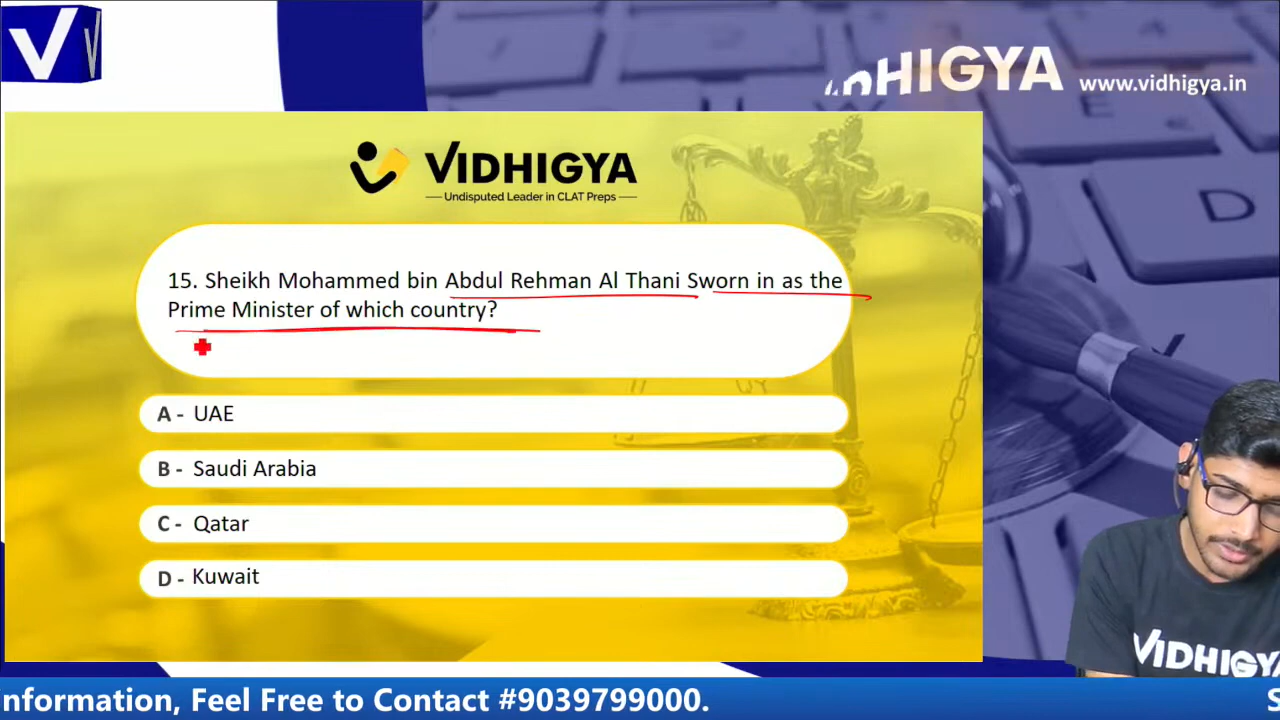 V V
HIGYA www.vidhigya.in
VIDHIGYA
Undisputed Leader in CLAT Preps
15. Sheikh Mohammed bin Abdul Rehman Al Thani Sworn in as the
Prime Minister of which country?
A - UAE
B - Saudi Arabia
C - Qatar
D - Kuwait
E
D
VIDHIGYA
nformation, Feel Free to Contact #9039799000. S